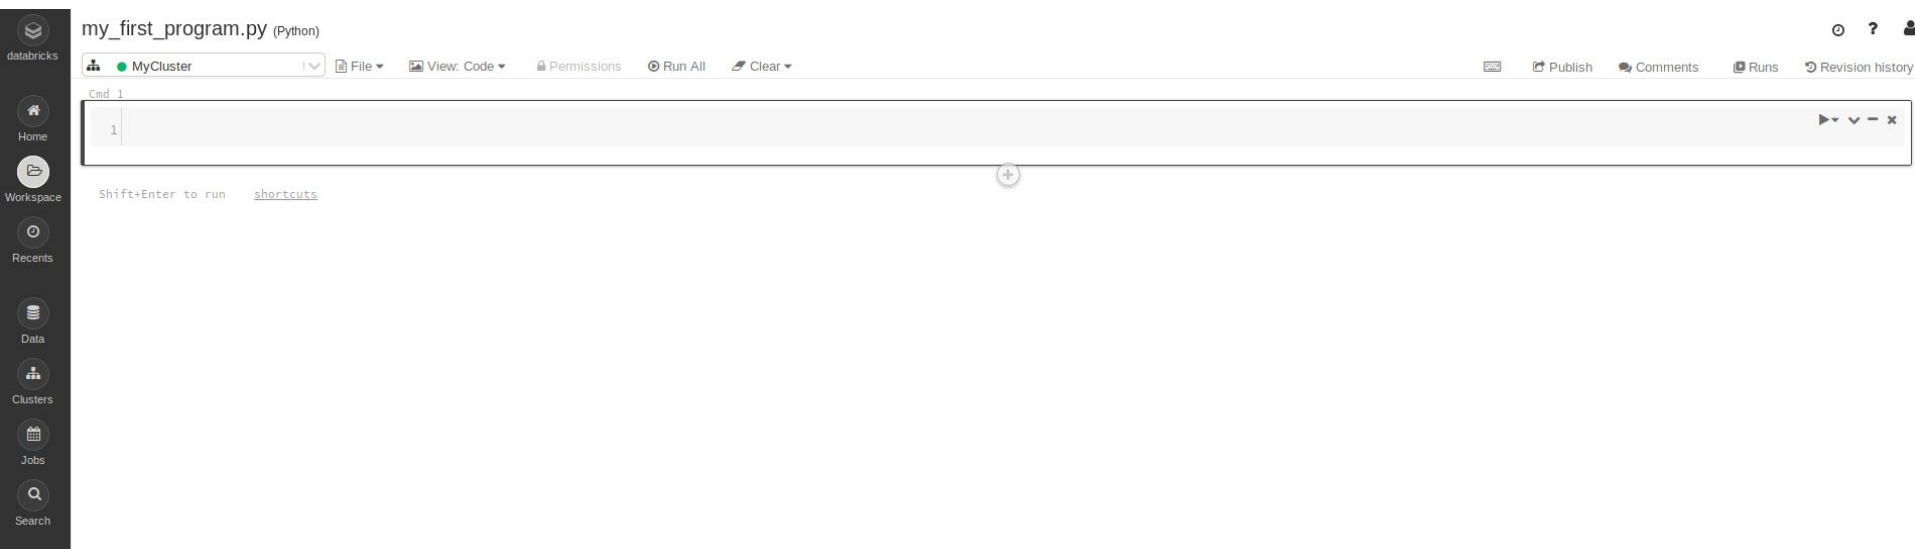 databricks
Home
Workspace
Recents
Data
Clusters
Jobs
Search
my_first_program.py (Python)
MyCluster File View: Code Permissions Run All Clear Publish Comments Runs Revision history
Cmd 1
1
Shift+Enter to run shortcuts